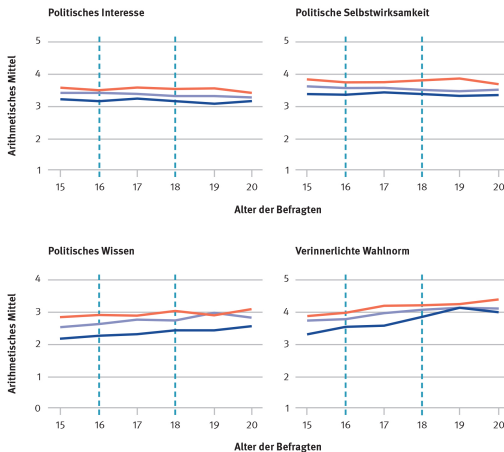 Politisches Interesse
Politische Selbstwirksamkeit
Arithmetisches Mittel
5
4
3
2
1
15 16 17 18 19 20
5
4
3
2
1
15 16 17 18 19 20
Alter der Befragten
Politisches Wissen
Verinnerlichte Wahlnorm
Arithmetisches Mittel
4
3
2
1
0
15 16 17 18 19 20
5
4
3
2
1
15 16 17 18 19 20
Alter der Befragten